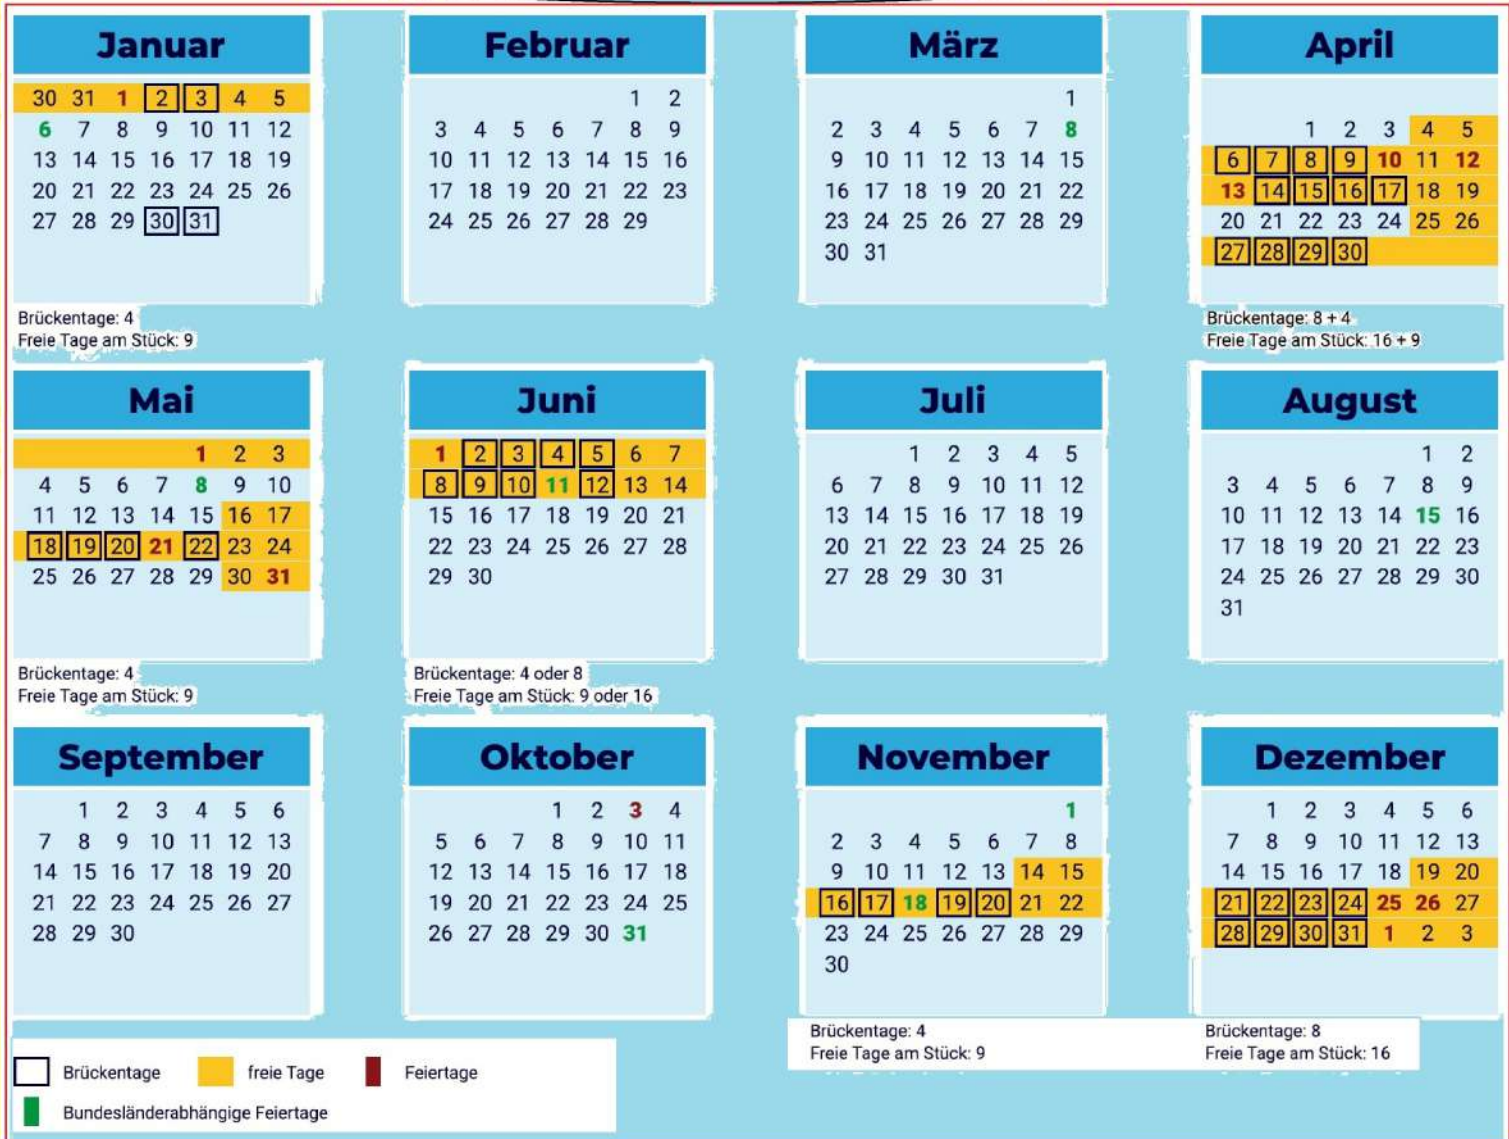 Januar
30 31 1 2 3 4 5
6 7 8 9 10 11 12
13 14 15 16 17 18 19
20 21 22 23 24 25 26
27 28 29 30 31
Brückentage: 4
Freie Tage am Stück: 9
Februar
1 2
3 4 5 6 7 8 9
10 11 12 13 14 15 16
17 18 19 20 21 22 23
24 25 26 27 28 29
März
1
2 3 4 5 6 7 8
9 10 11 12 13 14 15
16 17 18 19 20 21 22
23 24 25 26 27 28 29
30 31
April
1 2 3 4 5
6 7 8 9 10 11 12
13 14 15 16 17 18 19
20 21 22 23 24 25 26
27 28 29 30
Brückentage: 8 + 4
Freie Tage am Stück: 16 + 9
Mai
1 2 3
4 5 6 7 8 9 10
11 12 13 14 15 16 17
18 19 20 21 22 23 24
25 26 27 28 29 30 31
Brückentage: 4
Freie Tage am Stück: 9
Juni
1 2 3 4 5 6 7
8 9 10 11 12 13 14
15 16 17 18 19 20 21
22 23 24 25 26 27 28
29 30
Brückentage: 4 oder 8
Freie Tage am Stück: 9 oder 16
Juli
1 2 3 4 5
6 7 8 9 10 11 12
13 14 15 16 17 18 19
20 21 22 23 24 25 26
27 28 29 30 31
August
1 2
3 4 5 6 7 8 9
10 11 12 13 14 15 16
17 18 19 20 21 22 23
24 25 26 27 28 29 30
31
September
1 2 3 4 5 6
7 8 9 10 11 12 13
14 15 16 17 18 19 20
21 22 23 24 25 26 27
28 29 30
Oktober
1 2 3 4
5 6 7 8 9 10 11
12 13 14 15 16 17 18
19 20 21 22 23 24 25
26 27 28 29 30 31
November
1
2 3 4 5 6 7 8
9 10 11 12 13 14 15
16 17 18 19 20 21 22
23 24 25 26 27 28 29
30
Brückentage: 4
Freie Tage am Stück: 9
Dezember
1 2 3 4 5 6
7 8 9 10 11 12 13
14 15 16 17 18 19 20
21 22 23 24 25 26 27
28 29 30 31 1 2 3
Brückentage: 8
Freie Tage am Stück: 16
Brückentage freie Tage Feiertage
Bundesländerabhängige Feiertage